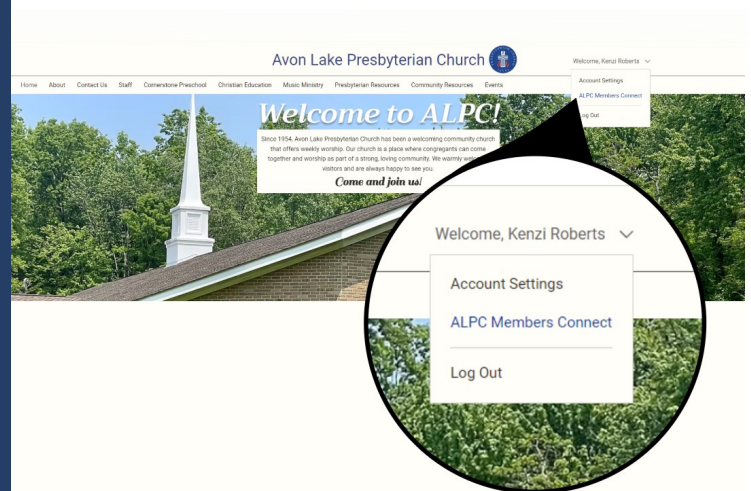 Avon Lake Presbyterian Church
Welcome, Kenzi Roberts
Home About Contact Us Staff Cornerstone Preschool Christian Education Music Ministry Presbyterian Resources Community Resources Events
Account Settings
ALPC Members Connect
Log Out
Welcome to ALPC!
Since 1954, Avon Lake Presbyterian Church has been a welcoming community church
that offers weekly worship. Our church is a place where congregants can come
together and worship as part of a strong, loving community. We warmly
visitors and are always happy to see you.
Come and join us!
Welcome, Kenzi Roberts
Account Settings
ALPC Members Connect
Log Out